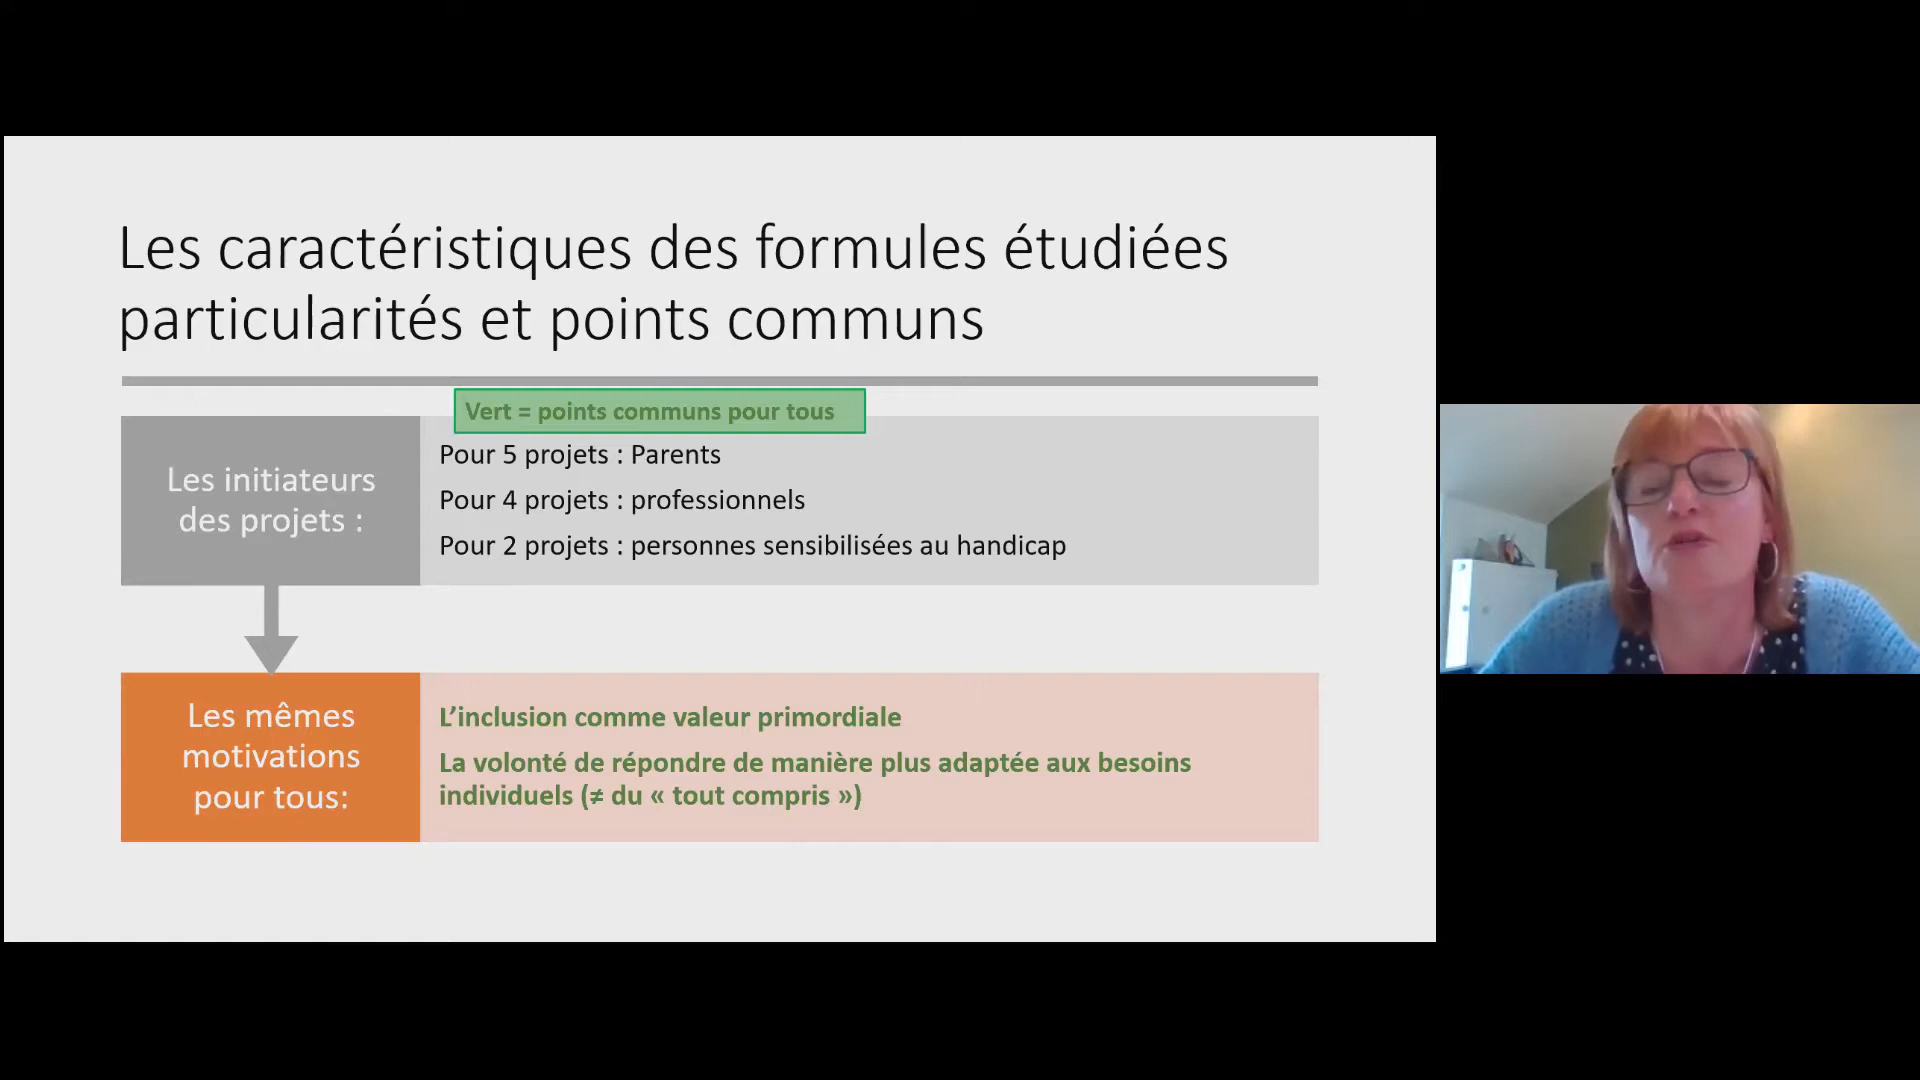 Les caractéristiques des formules étudiées
particularités et points communs
Vert = points communs pour tous
Les initiateurs
des projets :
Pour 5 projets : Parents
Pour 4 projets : professionnels
Pour 2 projets : personnes sensibilisées au handicap
Les mêmes
motivations
pour tous:
L’inclusion comme valeur primordiale
La volonté de répondre de manière plus adaptée aux besoins
individuels (≠ du « tout compris »)